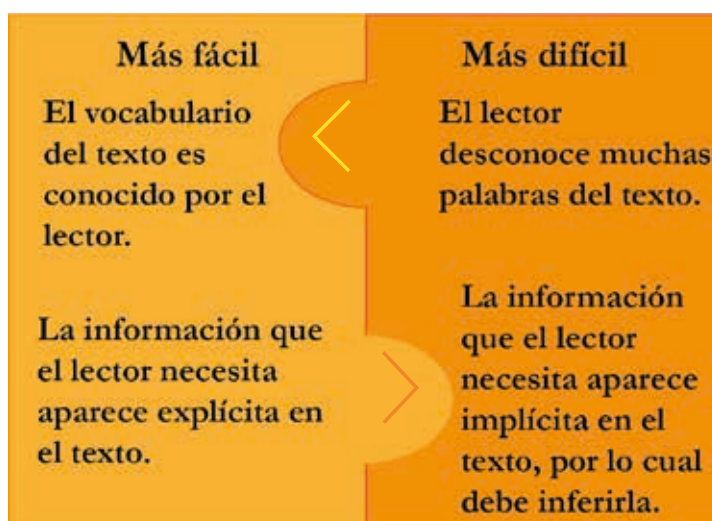 Más fácil
El vocabulario
del texto es
conocido por el
lector.
La información que
el lector necesita
aparece explícita en
el texto.
Más difícil
El lector
desconoce muchas
palabras del texto.
La información
que el lector
necesita aparece
implícita en el
texto, por lo cual
debe inferirla.